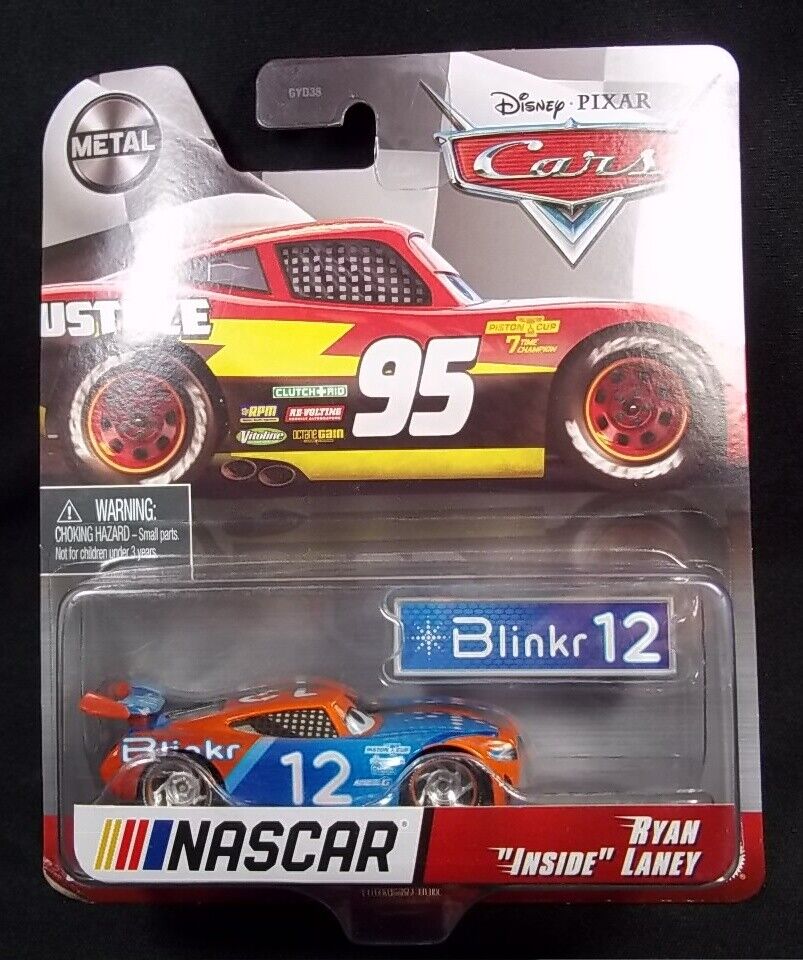 GYD38
METAL
DISNEY · PIXAR
Cars
PISTON CUP
7 TIME
CHAMPION
95
CLUTCH AID
RPM
RE-VOLTING
Vitoline
OCTANE GAIN
WARNING:
CHOKING HAZARD – Small parts.
Not for children under 3 years.
Blinkr 12
Blinkr
12
PISTON CUP
NASCAR®
RYAN
"INSIDE" LANEY